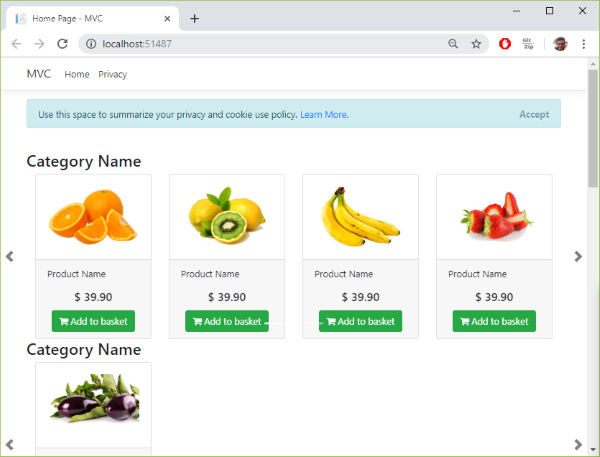 Home Page - MVC
localhost:51487
Git
Zip
MVC Home Privacy
Use this space to summarize your privacy and cookie use policy. Learn More. Accept
Category Name
Product Name Product Name Product Name Product Name
$ 39.90 $ 39.90 $ 39.90 $ 39.90
Add to basket Add to basket Add to basket Add to basket
Category Name